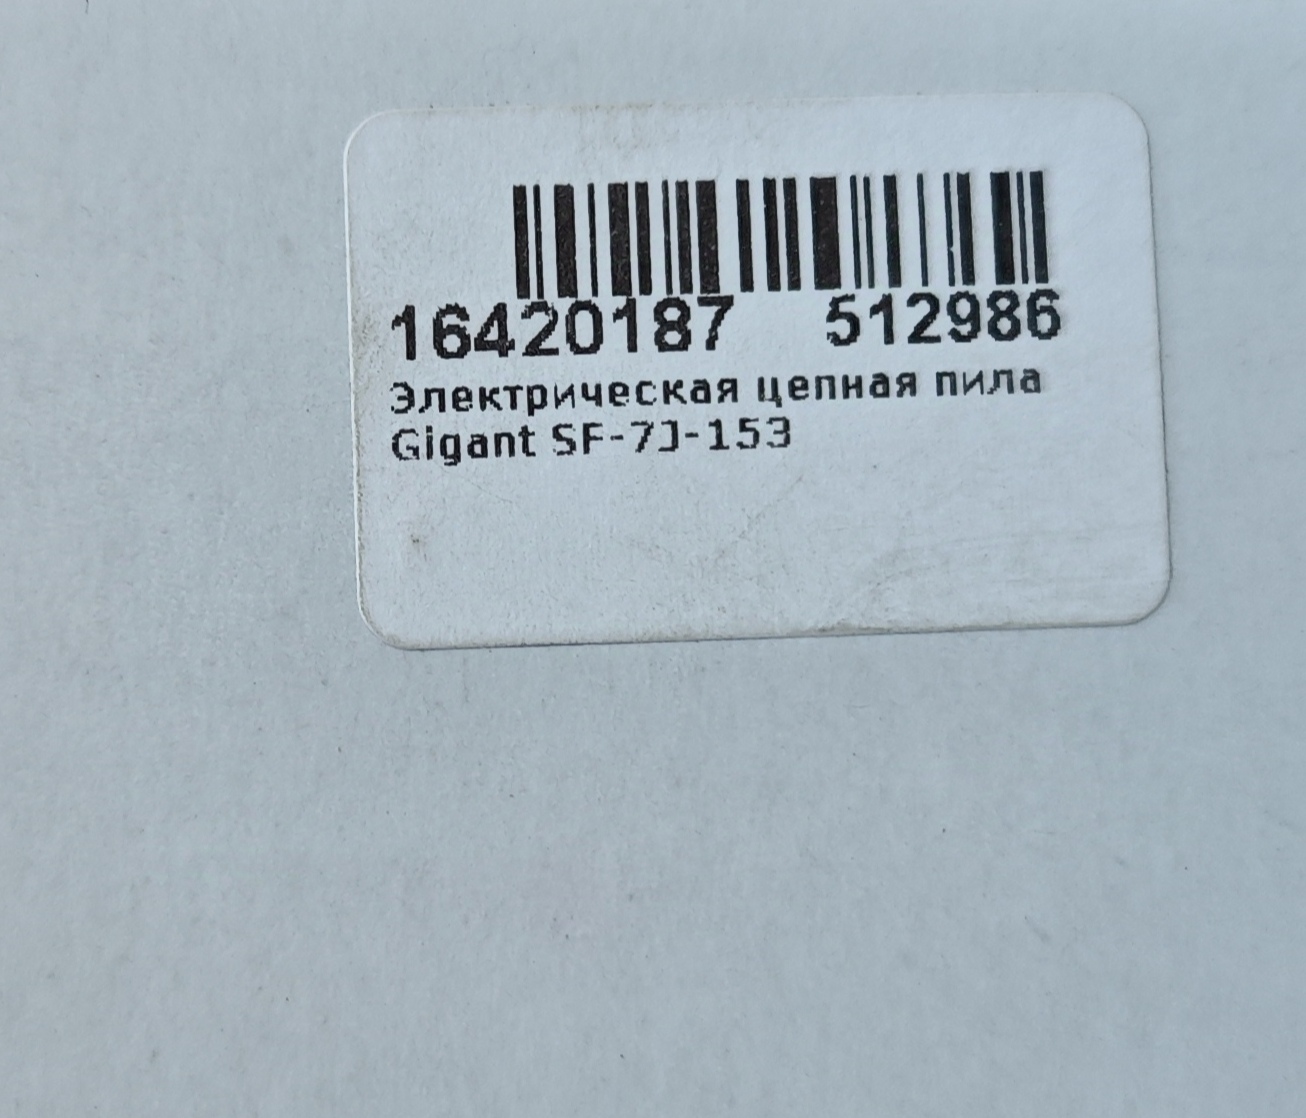 16420187 512986
Электрическая цепная пила
Gigant SF-7J-153